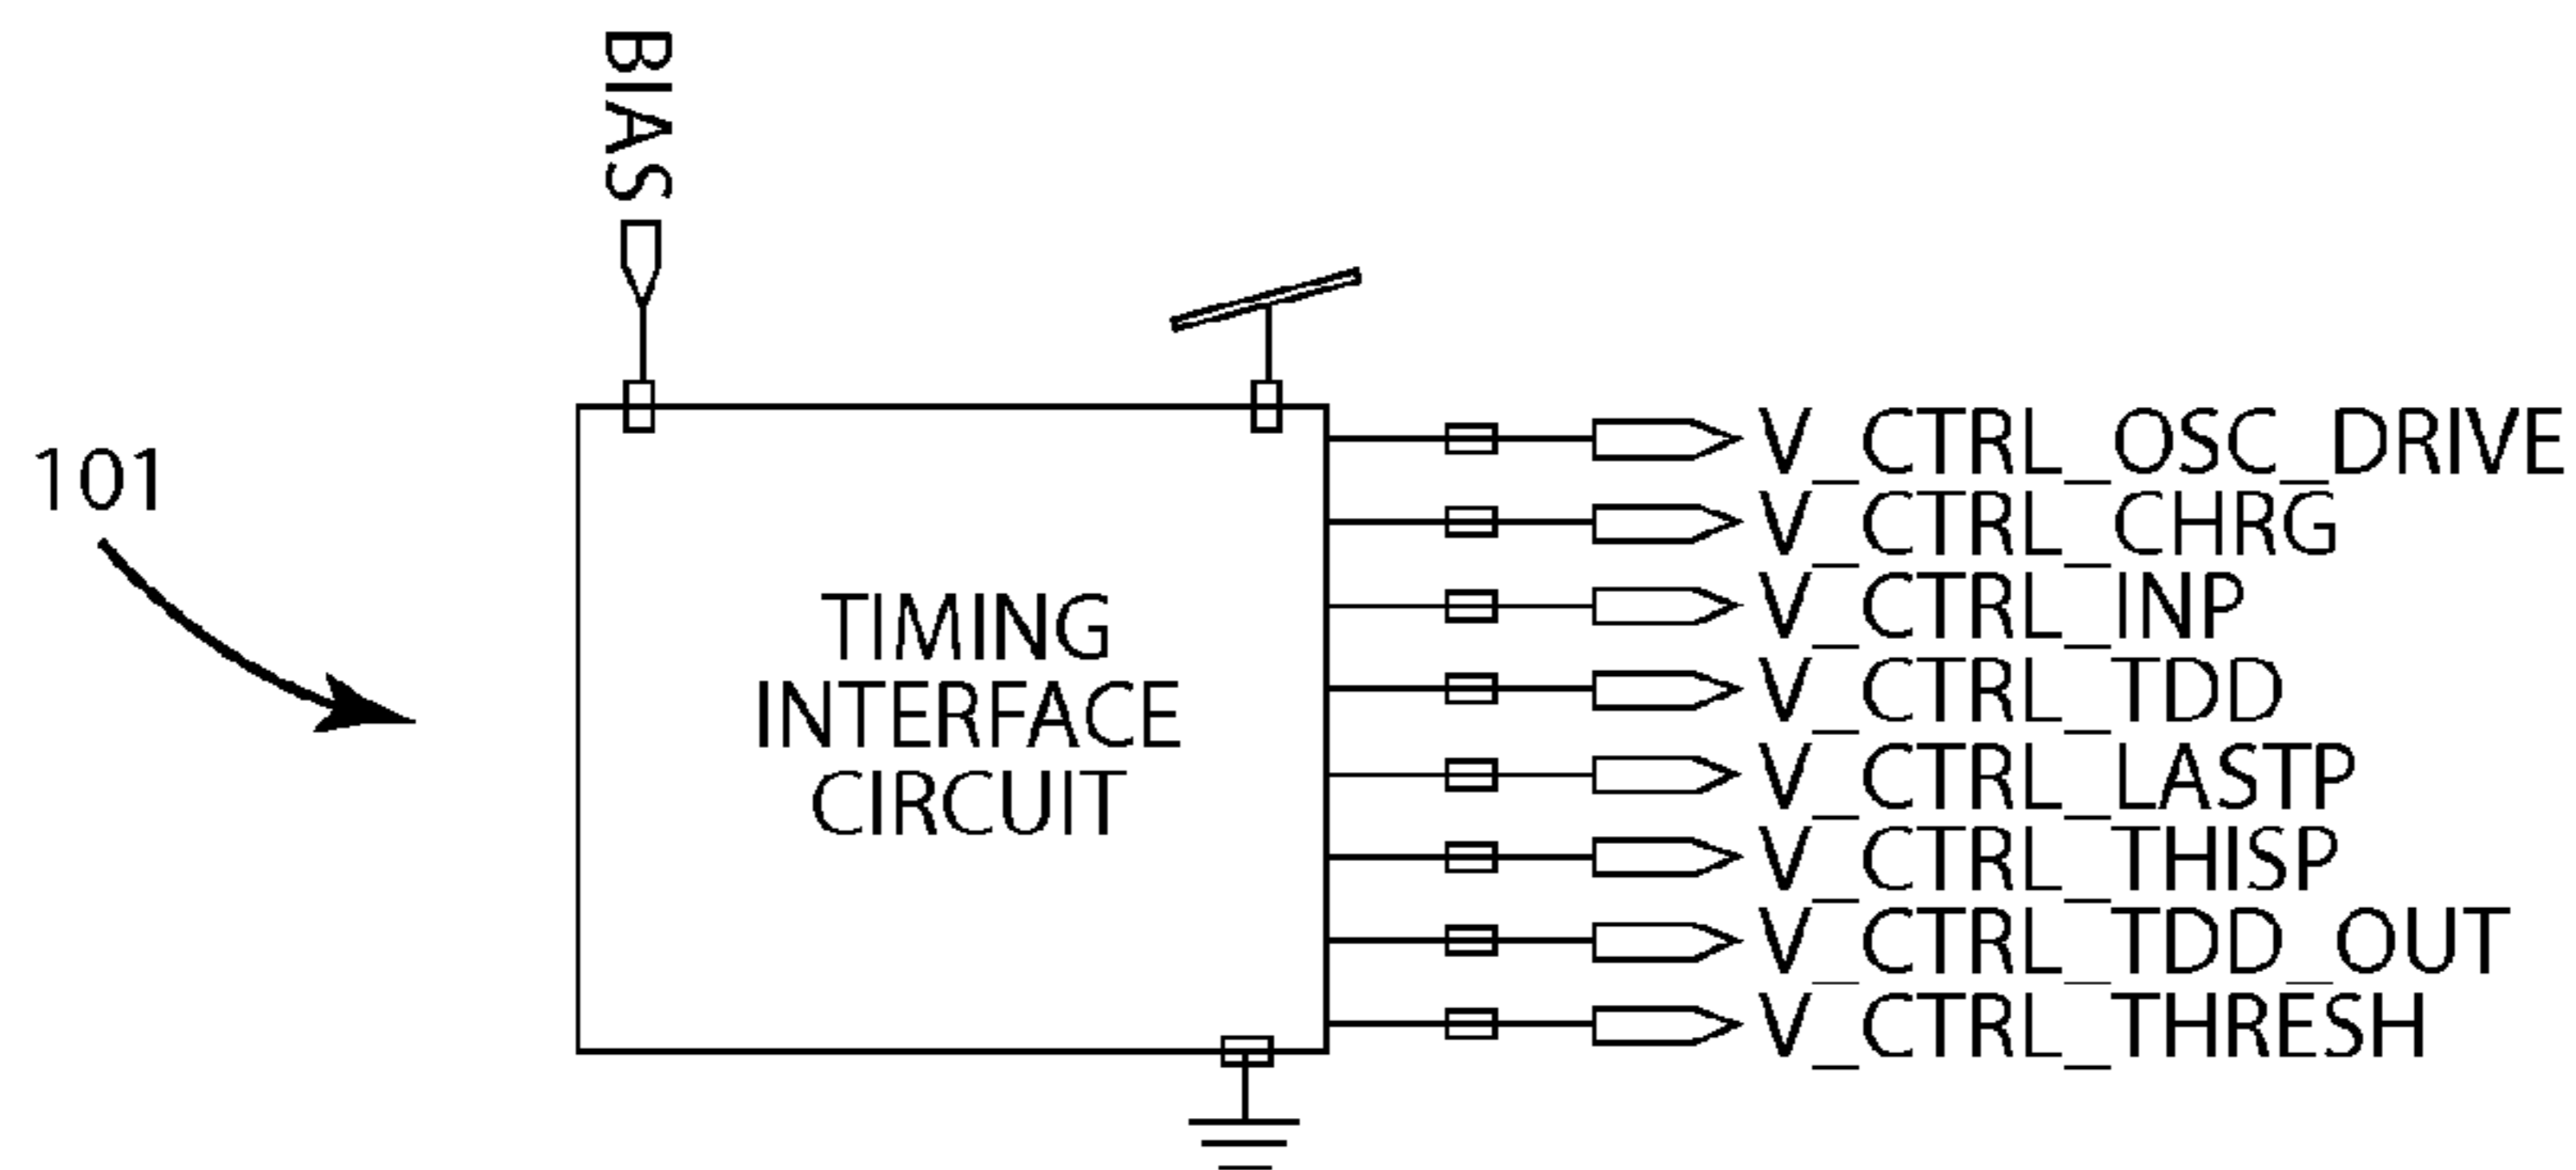 BIAS
101
TIMING
INTERFACE
CIRCUIT
V_CTRL_OSC_DRIVE
V_CTRL_CHRG
V_CTRL_INP
V_CTRL_TDD
V_CTRL_LASTP
V_CTRL_THISP
V_CTRL_TDD_OUT
V_CTRL_THRESH